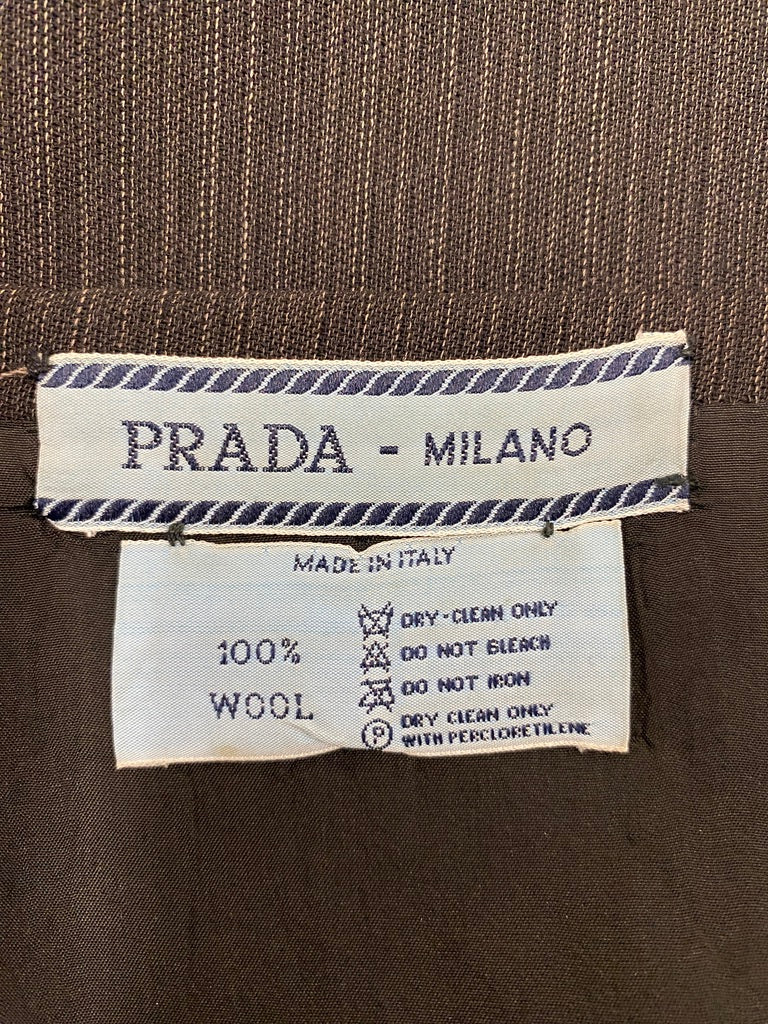 PRADA - MILANO
MADE IN ITALY
100%
WOOL
DRY-CLEAN ONLY
DO NOT BLEACH
DO NOT IRON
P
DRY CLEAN ONLY
WITH PERCLORETILENE